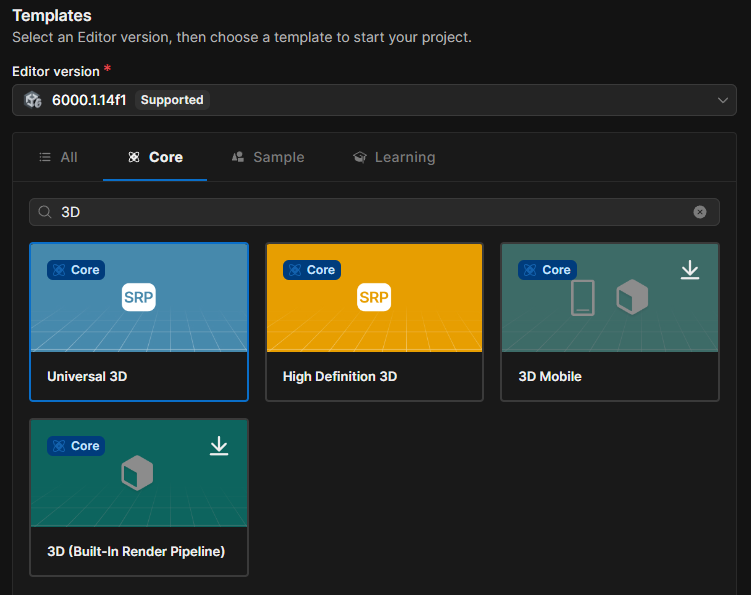 Templates
Select an Editor version, then choose a template to start your project.
Editor version *
6000.1.14f1 Supported
All Core Sample Learning
3D
Core Core Core
SRP SRP
Universal 3D High Definition 3D 3D Mobile
Core
3D (Built-In Render Pipeline)